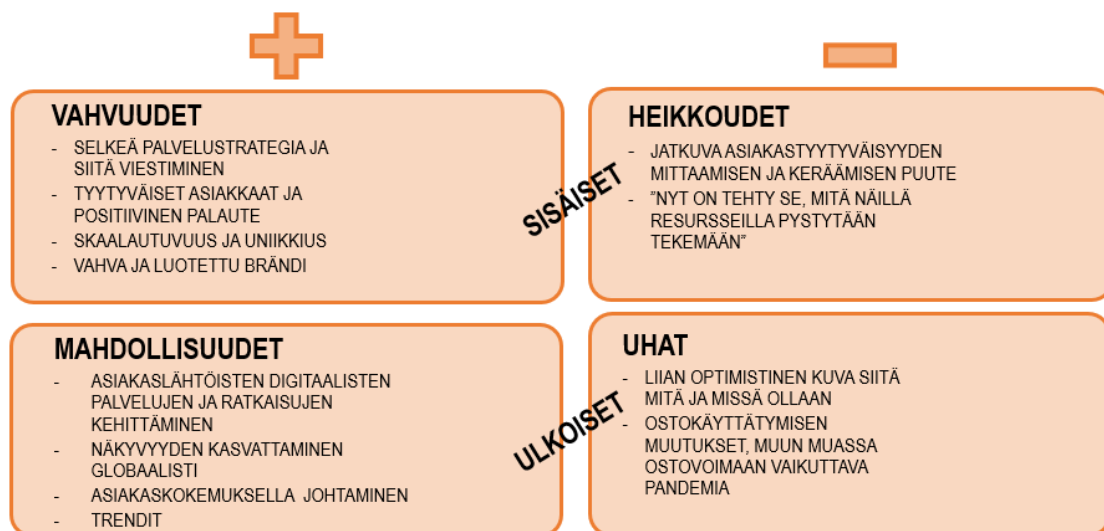 VAHVUUDET
- SELKEÄ PALVELUSTRATEGIA JA
SIITÄ VIESTIMINEN
- TYYTYVÄISET ASIAKKAAT JA
POSITIIVINEN PALAUTE
- SKAALAUTUVUUS JA UNIIKKIUS
- VAHVA JA LUOTETTU BRÄNDI
SISÄISET
HEIKKOUDET
- JATKUVA ASIAKASTYYTYVÄISYYDEN
MITTAAMISEN JA KERÄÄMISEN PUUTE
- ”NYT ON TEHTY SE, MITÄ NÄILLÄ
RESURSSEILLA PYSTYTÄÄN
TEKEMÄÄN”
MAHDOLLISUUDET
- ASIAKASLÄHTÖISTEN DIGITAALISTEN
PALVELUJEN JA RATKAISUJEN
KEHITTÄMINEN
- NÄKYVYYDEN KASVATTAMINEN
GLOBAALISTI
- ASIAKASKOKEMUKSELLA JOHTAMINEN
- TRENDIT
ULKOISET
UHAT
- LIIAN OPTIMISTINEN KUVA SIITÄ
MITÄ JA MISSÄ OLLAAN
- OSTOKÄYTTÄTYMISEN
MUUTUKSET, MUUN MUASSA
OSTOVOIMAAN VAIKUTTAVA
PANDEMIA